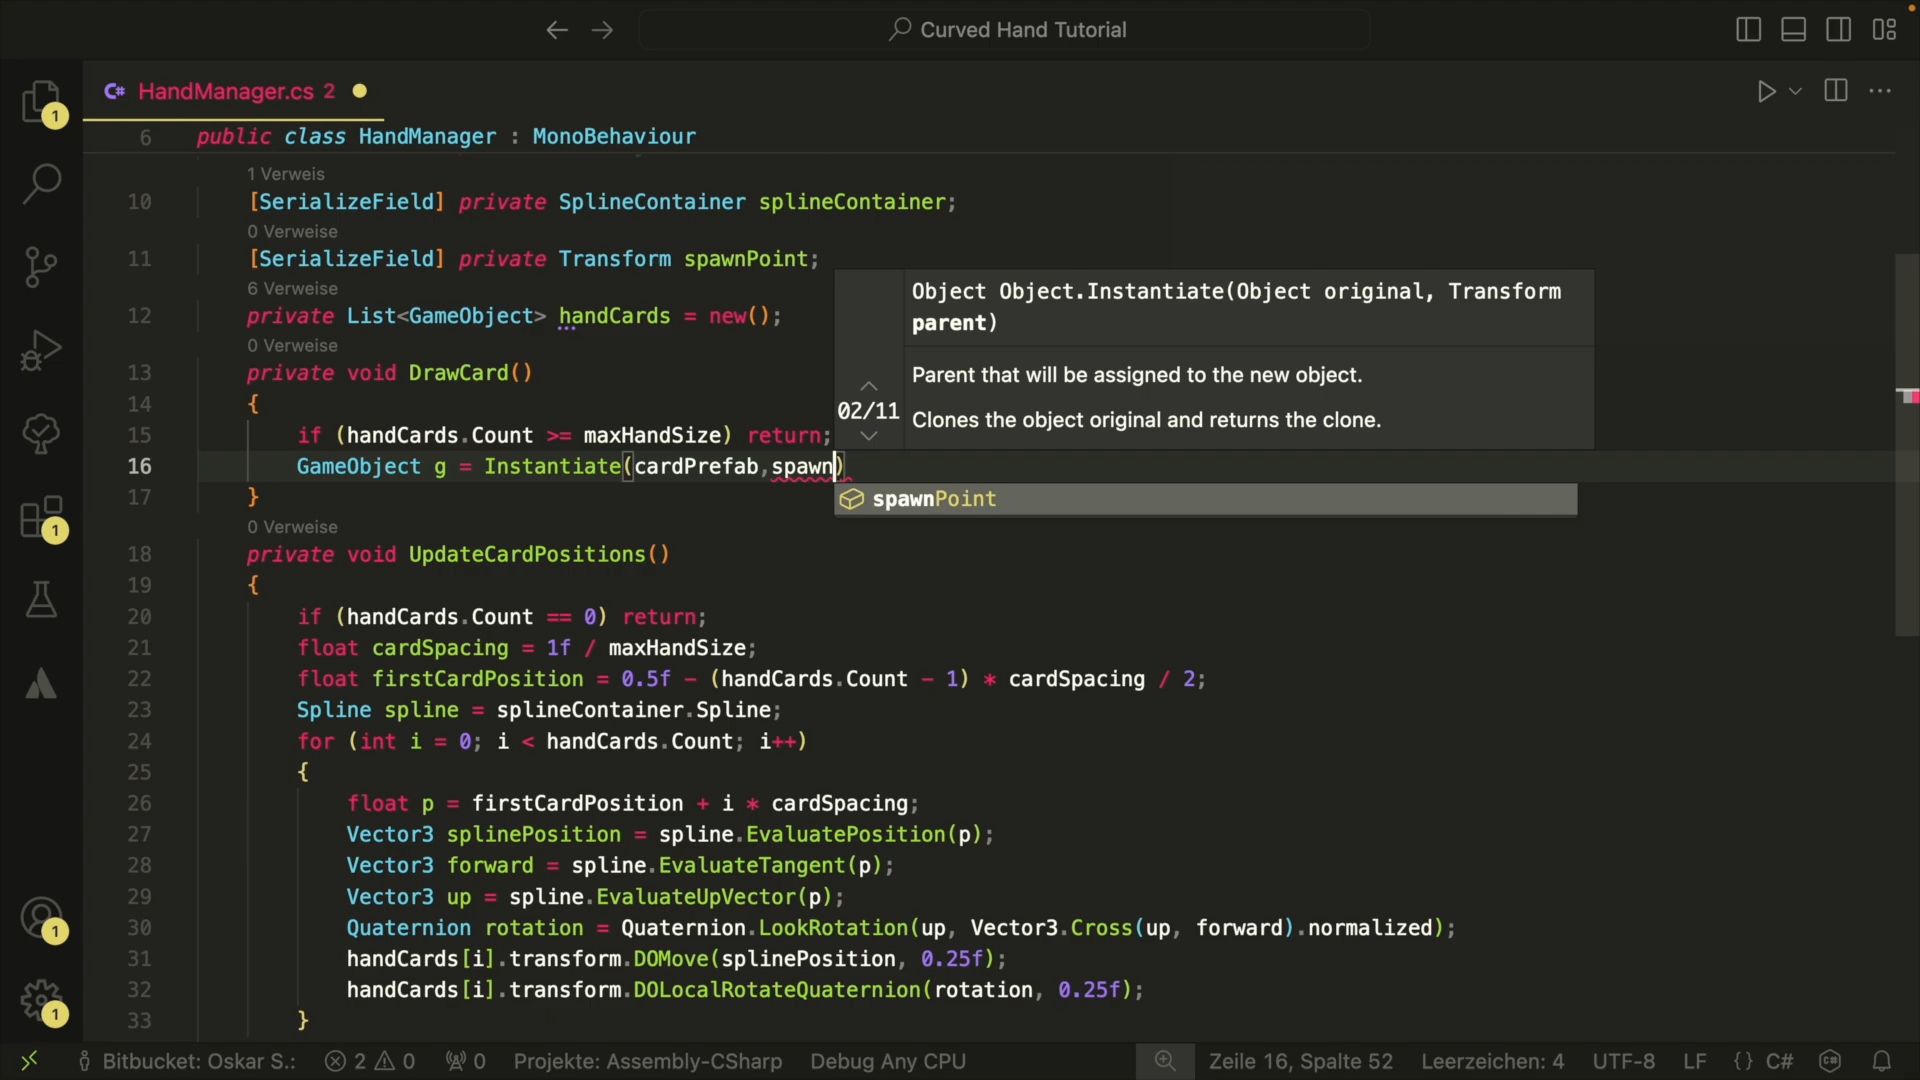 Curved Hand Tutorial
HandManager.cs 2
6 public class HandManager : MonoBehaviour
1 Verweis
10 [SerializeField] private SplineContainer splineContainer;
0 Verweise
11 [SerializeField] private Transform spawnPoint;
6 Verweise
12 private List<GameObject> handCards = new();
0 Verweise
13 private void DrawCard()
14 {
15 if (handCards.Count >= maxHandSize) return;
16 GameObject g = Instantiate(cardPrefab,spawn)
17 }
Object Object.Instantiate(Object original, Transform
parent)
Parent that will be assigned to the new object.
02/11
Clones the object original and returns the clone.
spawnPoint
0 Verweise
18 private void UpdateCardPositions()
19 {
20 if (handCards.Count == 0) return;
21 float cardSpacing = 1f / maxHandSize;
22 float firstCardPosition = 0.5f - (handCards.Count - 1) * cardSpacing / 2;
23 Spline spline = splineContainer.Spline;
24 for (int i = 0; i < handCards.Count; i++)
25 {
26 float p = firstCardPosition + i * cardSpacing;
27 Vector3 splinePosition = spline.EvaluatePosition(p);
28 Vector3 forward = spline.EvaluateTangent(p);
29 Vector3 up = spline.EvaluateUpVector(p);
30 Quaternion rotation = Quaternion.LookRotation(up, Vector3.Cross(up, forward).normalized);
31 handCards[i].transform.DOMove(splinePosition, 0.25f);
32 handCards[i].transform.DOLocalRotateQuaternion(rotation, 0.25f);
33 }
1
1
1
1
Bitbucket: Oskar S.: 2 0 0 Projekte: Assembly-CSharp Debug Any CPU Zeile 16, Spalte 52 Leerzeichen: 4 UTF-8 LF {} C#